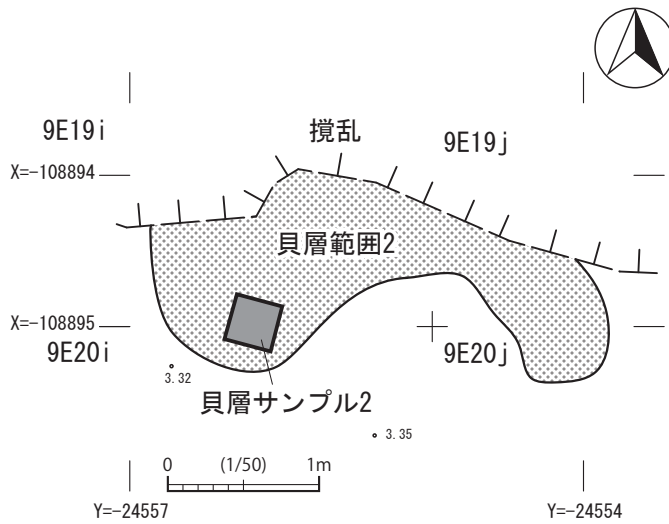 9E19i
撹乱
9E19j
X=-108894
貝層範囲2
X=-108895
9E20i
9E20j
3.32
貝層サンプル2
3.35
0 (1/50) 1m
Y=-24557
Y=-24554